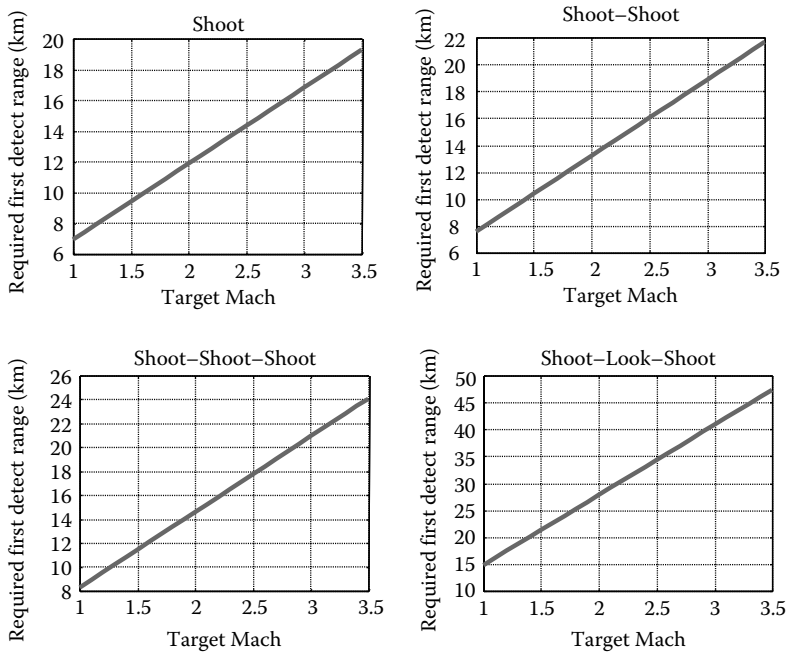 Shoot
Required first detect range (km)
20
18
16
14
12
10
8
6
1 1.5 2 2.5 3 3.5
Target Mach
Shoot–Shoot
Required first detect range (km)
22
20
18
16
14
12
10
8
6
1 1.5 2 2.5 3 3.5
Target Mach
Shoot–Shoot–Shoot
Required first detect range (km)
26
24
22
20
18
16
14
12
10
8
1 1.5 2 2.5 3 3.5
Target Mach
Shoot–Look–Shoot
Required first detect range (km)
50
45
40
35
30
25
20
15
10
1 1.5 2 2.5 3 3.5
Target Mach